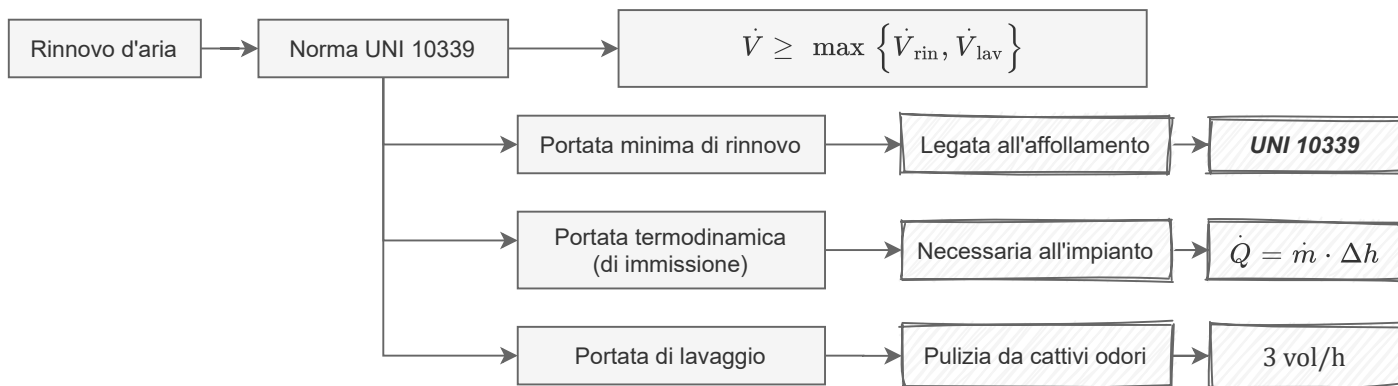 Rinnovo d'aria
Norma UNI 10339
V̇ ≥ max {V̇rin, V̇lav}
Portata minima di rinnovo
Legata all'affollamento
UNI 10339
Portata termodinamica
(di immissione)
Necessaria all'impianto
Q̇ = ṁ · Δh
Portata di lavaggio
Pulizia da cattivi odori
3 vol/h